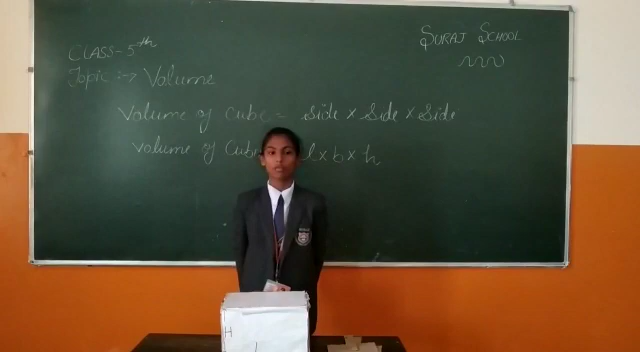 SURAJ SCHOOL
CLASS- 5th
Topic :-> Volume
Volume of Cube = Side × Side × Side
Volume of Cub l×b×h
H